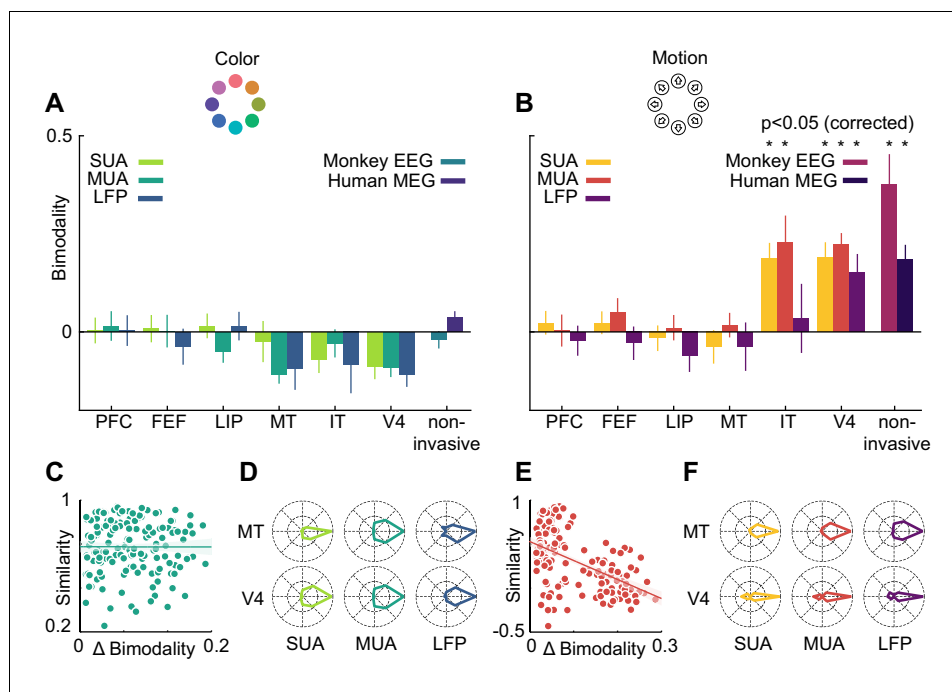 Color
Motion
A
B
p<0.05 (corrected)
* * * * * * *
0.5
SUA
MUA
LFP
Monkey EEG
Human MEG
SUA
MUA
LFP
Monkey EEG
Human MEG
Bimodality
0
PFC FEF LIP MT IT V4 non-
invasive
PFC FEF LIP MT IT V4 non-
invasive
C
D
E
F
1
Similarity
0.2
0 Δ Bimodality 0.2
MT
V4
SUA MUA LFP
1
Similarity
-0.5
0 Δ Bimodality 0.3
MT
V4
SUA MUA LFP